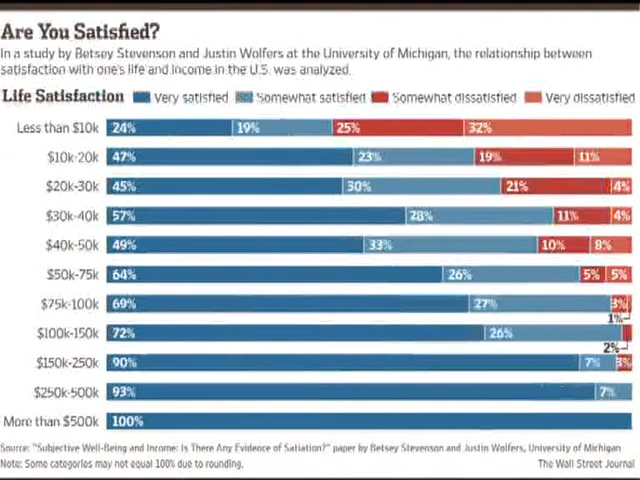 Are You Satisfied?
In a study by Betsey Stevenson and Justin Wolfers at the University of Michigan, the relationship between
satisfaction with one's life and income in the U.S. was analyzed.
Life Satisfaction Very satisfied Somewhat satisfied Somewhat dissatisfied Very dissatisfied
Less than $10k 24% 19% 25% 32%
$10k-20k 47% 23% 19% 11%
$20k-30k 45% 30% 21% 4%
$30k-40k 57% 28% 11% 4%
$40k-50k 49% 33% 10% 8%
$50k-75k 64% 26% 5% 5%
$75k-100k 69% 27% 3%
1%
$100k-150k 72% 26%
2%
$150k-250k 90% 7% 3%
$250k-500k 93% 7%
More than $500k 100%
Source: "Subjective Well-Being and Income: Is There Any Evidence of Satiation?" paper by Betsey Stevenson and Justin Wolfers, University of Michigan
Note: Some categories may not equal 100% due to rounding. The Wall Street Journal